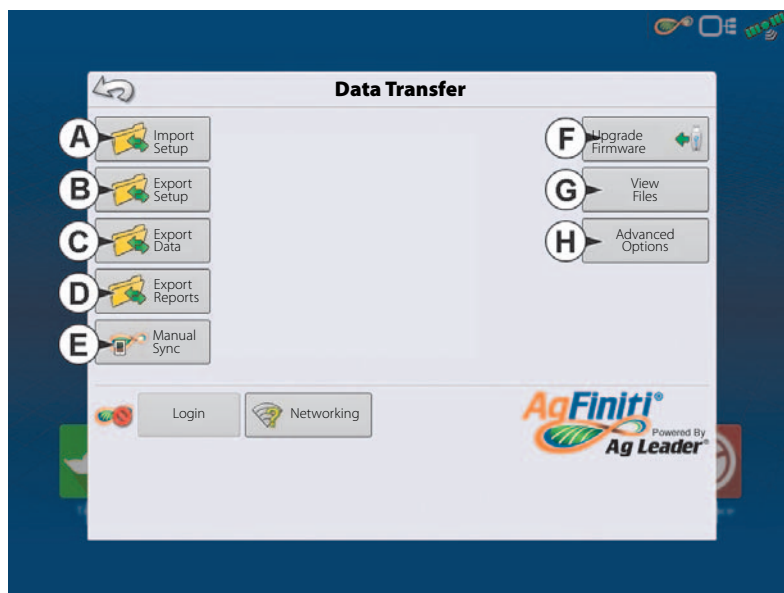 Data Transfer
A
Import
Setup
B
Export
Setup
C
Export
Data
D
Export
Reports
E
Manual
Sync
F
Upgrade
Firmware
G
View
Files
H
Advanced
Options
Login
Networking
AgFiniti®
Powered By
Ag Leader®